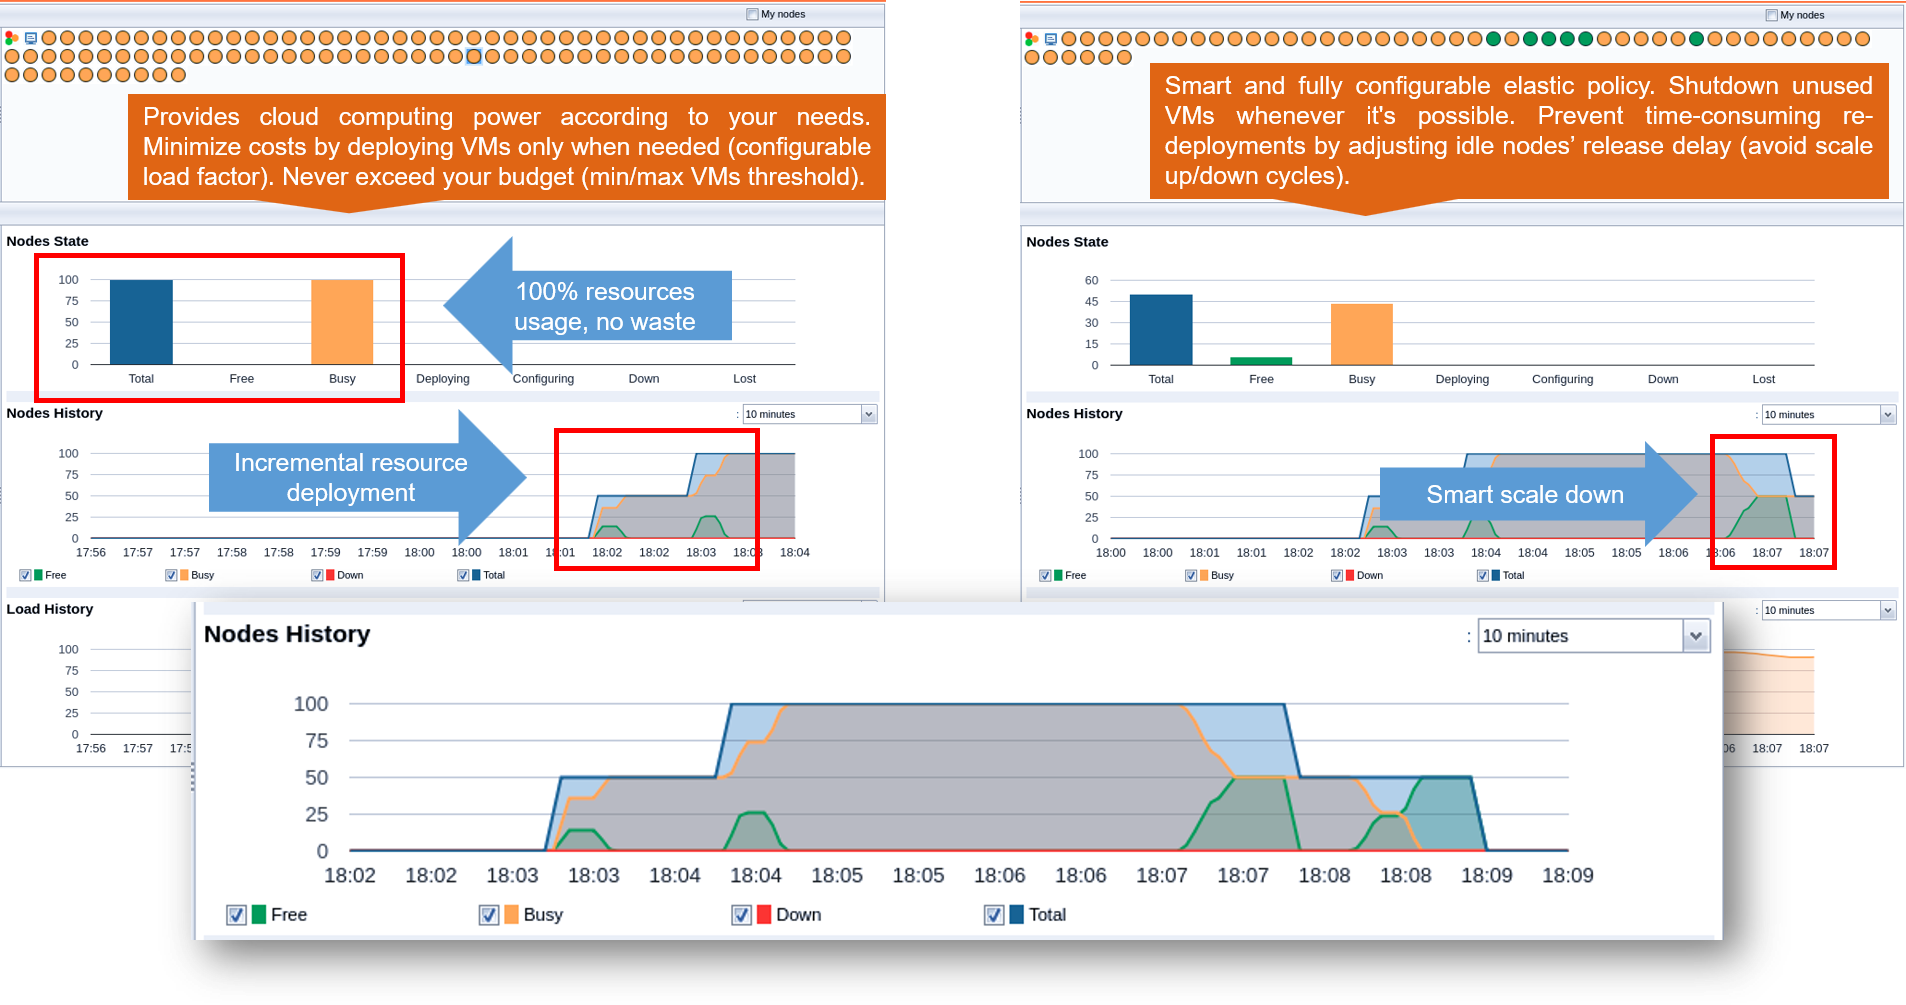 My nodes
Provides cloud computing power according to your needs.
Minimize costs by deploying VMs only when needed (configurable
load factor). Never exceed your budget (min/max VMs threshold).
Nodes State
100
75
50
25
0
Total Free Busy Deploying Configuring Down Lost
100% resources
usage, no waste
Nodes History
: 10 minutes
100
75
50
25
0
Incremental resource
deployment
17:56 17:57 17:57 17:58 17:58 17:59 17:59 18:00 18:00 18:01 18:01 18:02 18:02 18:03 18:03 18:04
Free Busy Down Total
Load History
100
75
50
25
0
17:56 17:57
My nodes
Smart and fully configurable elastic policy. Shutdown unused
VMs whenever it's possible. Prevent time-consuming re-
deployments by adjusting idle nodes’ release delay (avoid scale
up/down cycles).
Nodes State
60
45
30
15
0
Total Free Busy Deploying Configuring Down Lost
Nodes History
: 10 minutes
100
75
50
25
0
Smart scale down
18:00 18:00 18:01 18:01 18:02 18:02 18:03 18:03 18:04 18:04 18:05 18:05 18:06 18:06 18:07 18:07
Free Busy Down Total
: 10 minutes
18:07 18:07
Nodes History
: 10 minutes
100
75
50
25
0
18:02 18:02 18:03 18:03 18:04 18:04 18:05 18:05 18:06 18:06 18:07 18:07 18:08 18:08 18:09 18:09
Free Busy Down Total